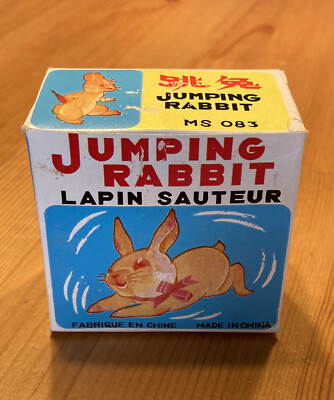 跳兔
JUMPING
RABBIT
MS 083
JUMPING
RABBIT
LAPIN SAUTEUR
FABRIQUE EN CHINE MADE IN CHINA